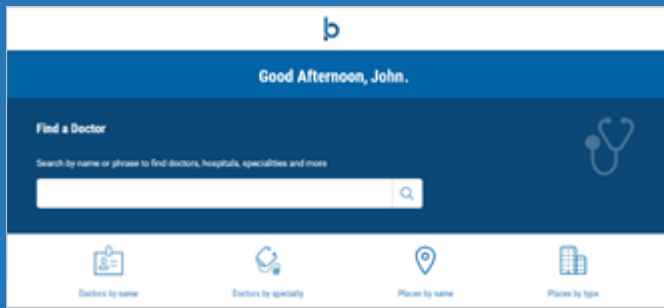 b
Good Afternoon, John.
Find a Doctor
Search by name or phrase to find doctors, hospitals, specialities and more
Doctors by name
Doctors by specialty
Places by name
Places by type